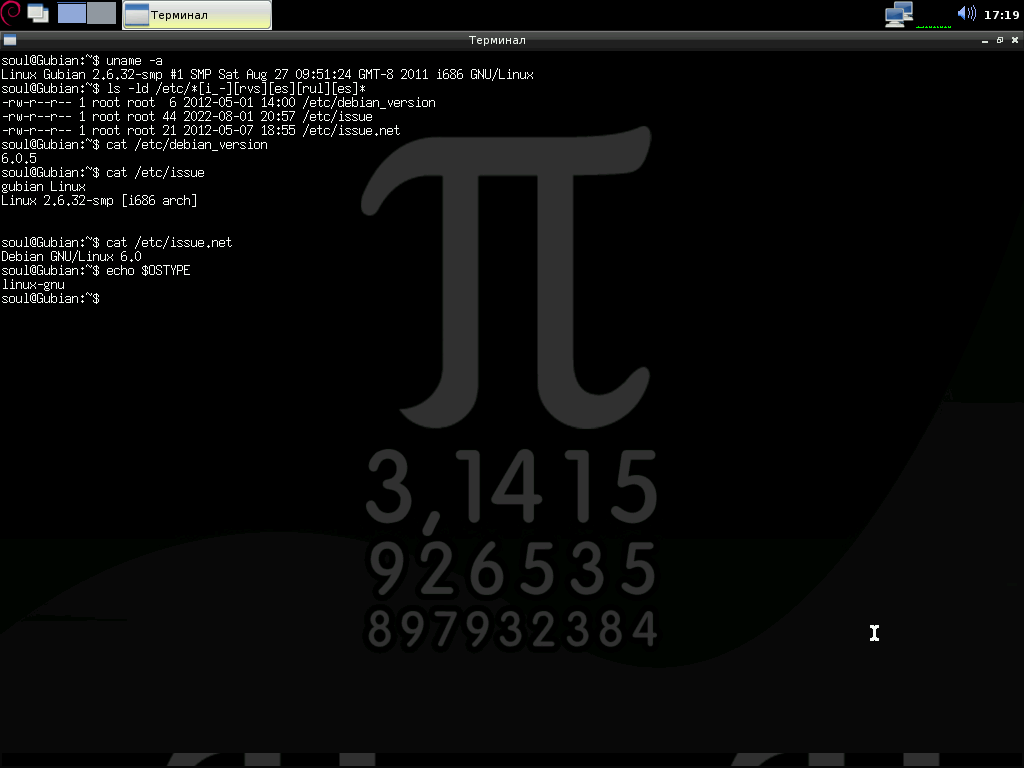 Терминал
17:19
Терминал
soul@Gubian:~$ uname -a
Linux Gubian 2.6.32-smp #1 SMP Sat Aug 27 09:51:24 GMT-8 2011 i686 GNU/Linux
soul@Gubian:~$ ls -ld /etc/*[i_-][rvs][es][rul][es]*
-rw-r--r-- 1 root root  6 2012-05-01 14:00 /etc/debian_version
-rw-r--r-- 1 root root 44 2022-08-01 20:57 /etc/issue
-rw-r--r-- 1 root root 21 2012-05-07 18:55 /etc/issue.net
soul@Gubian:~$ cat /etc/debian_version
6.0.5
soul@Gubian:~$ cat /etc/issue
gubian Linux
Linux 2.6.32-smp [i686 arch]
soul@Gubian:~$ cat /etc/issue.net
Debian GNU/Linux 6.0
soul@Gubian:~$ echo $OSTYPE
linux-gnu
soul@Gubian:~$
π
3,1415
926535
897932384